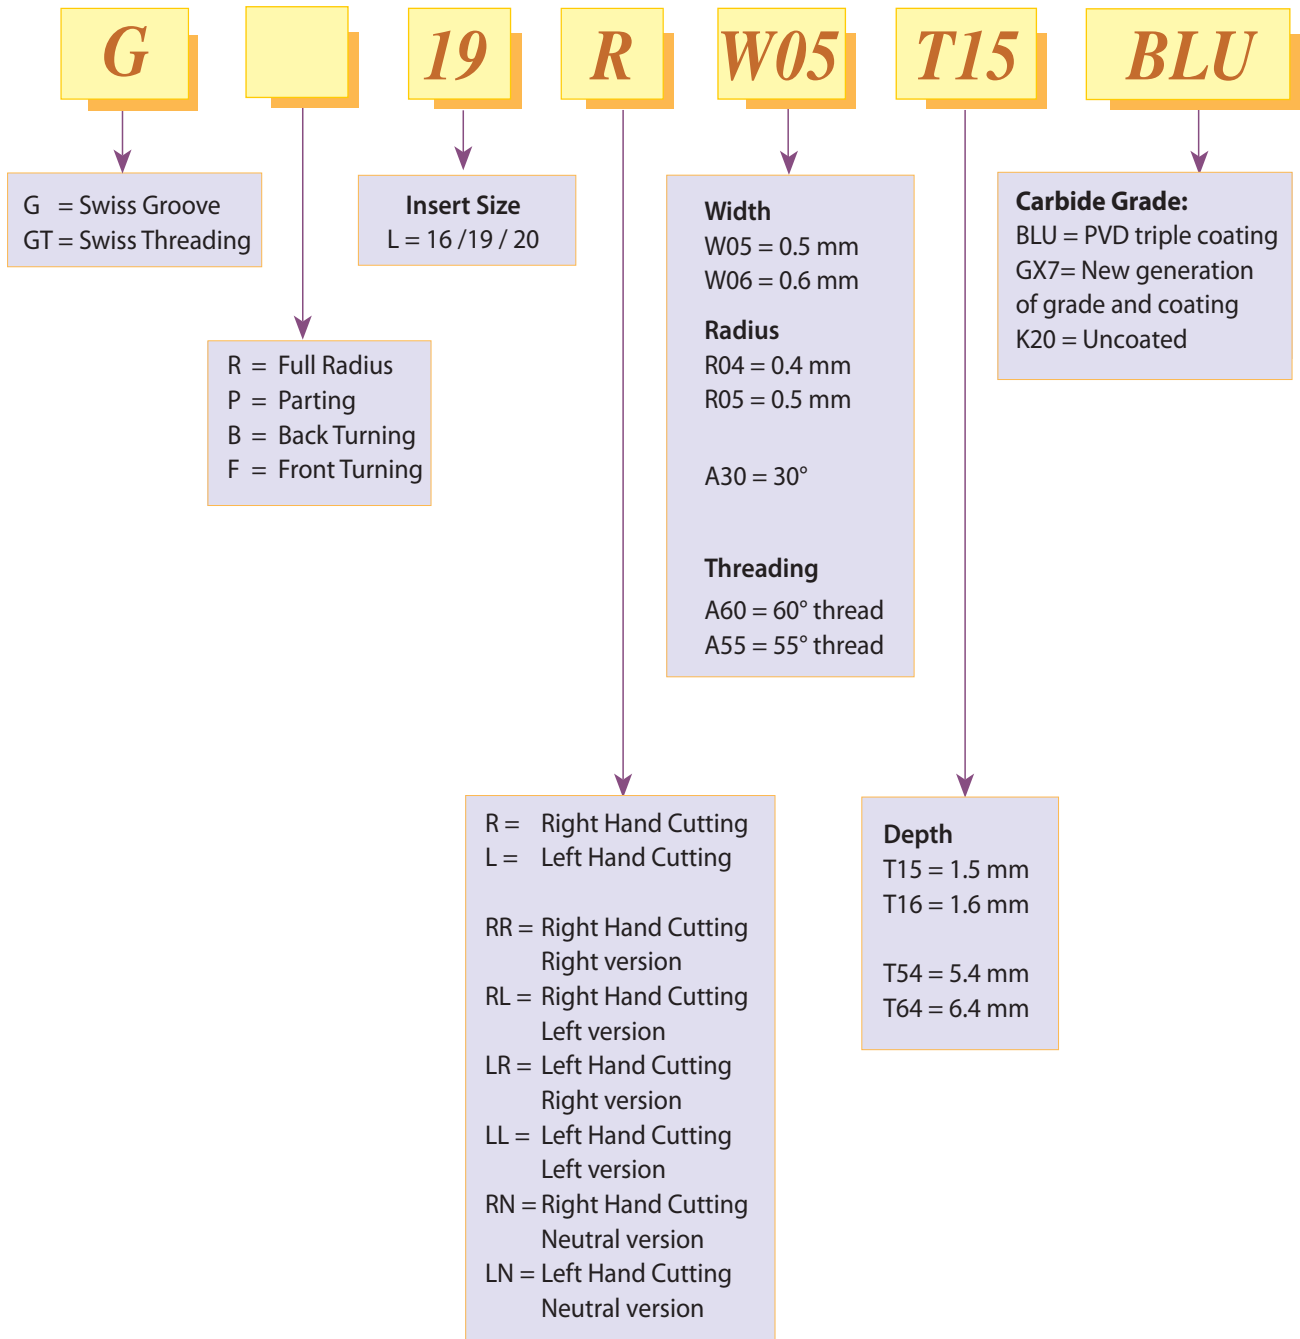 G 19 R W05 T15 BLU
G = Swiss Groove
GT = Swiss Threading
R = Full Radius
P = Parting
B = Back Turning
F = Front Turning
Insert Size
L = 16 /19 / 20
R = Right Hand Cutting
L = Left Hand Cutting
RR = Right Hand Cutting
Right version
RL = Right Hand Cutting
Left version
LR = Left Hand Cutting
Right version
LL = Left Hand Cutting
Left version
RN = Right Hand Cutting
Neutral version
LN = Left Hand Cutting
Neutral version
Width
W05 = 0.5 mm
W06 = 0.6 mm
Radius
R04 = 0.4 mm
R05 = 0.5 mm
A30 = 30°
Threading
A60 = 60° thread
A55 = 55° thread
Depth
T15 = 1.5 mm
T16 = 1.6 mm
T54 = 5.4 mm
T64 = 6.4 mm
Carbide Grade:
BLU = PVD triple coating
GX7= New generation
of grade and coating
K20 = Uncoated